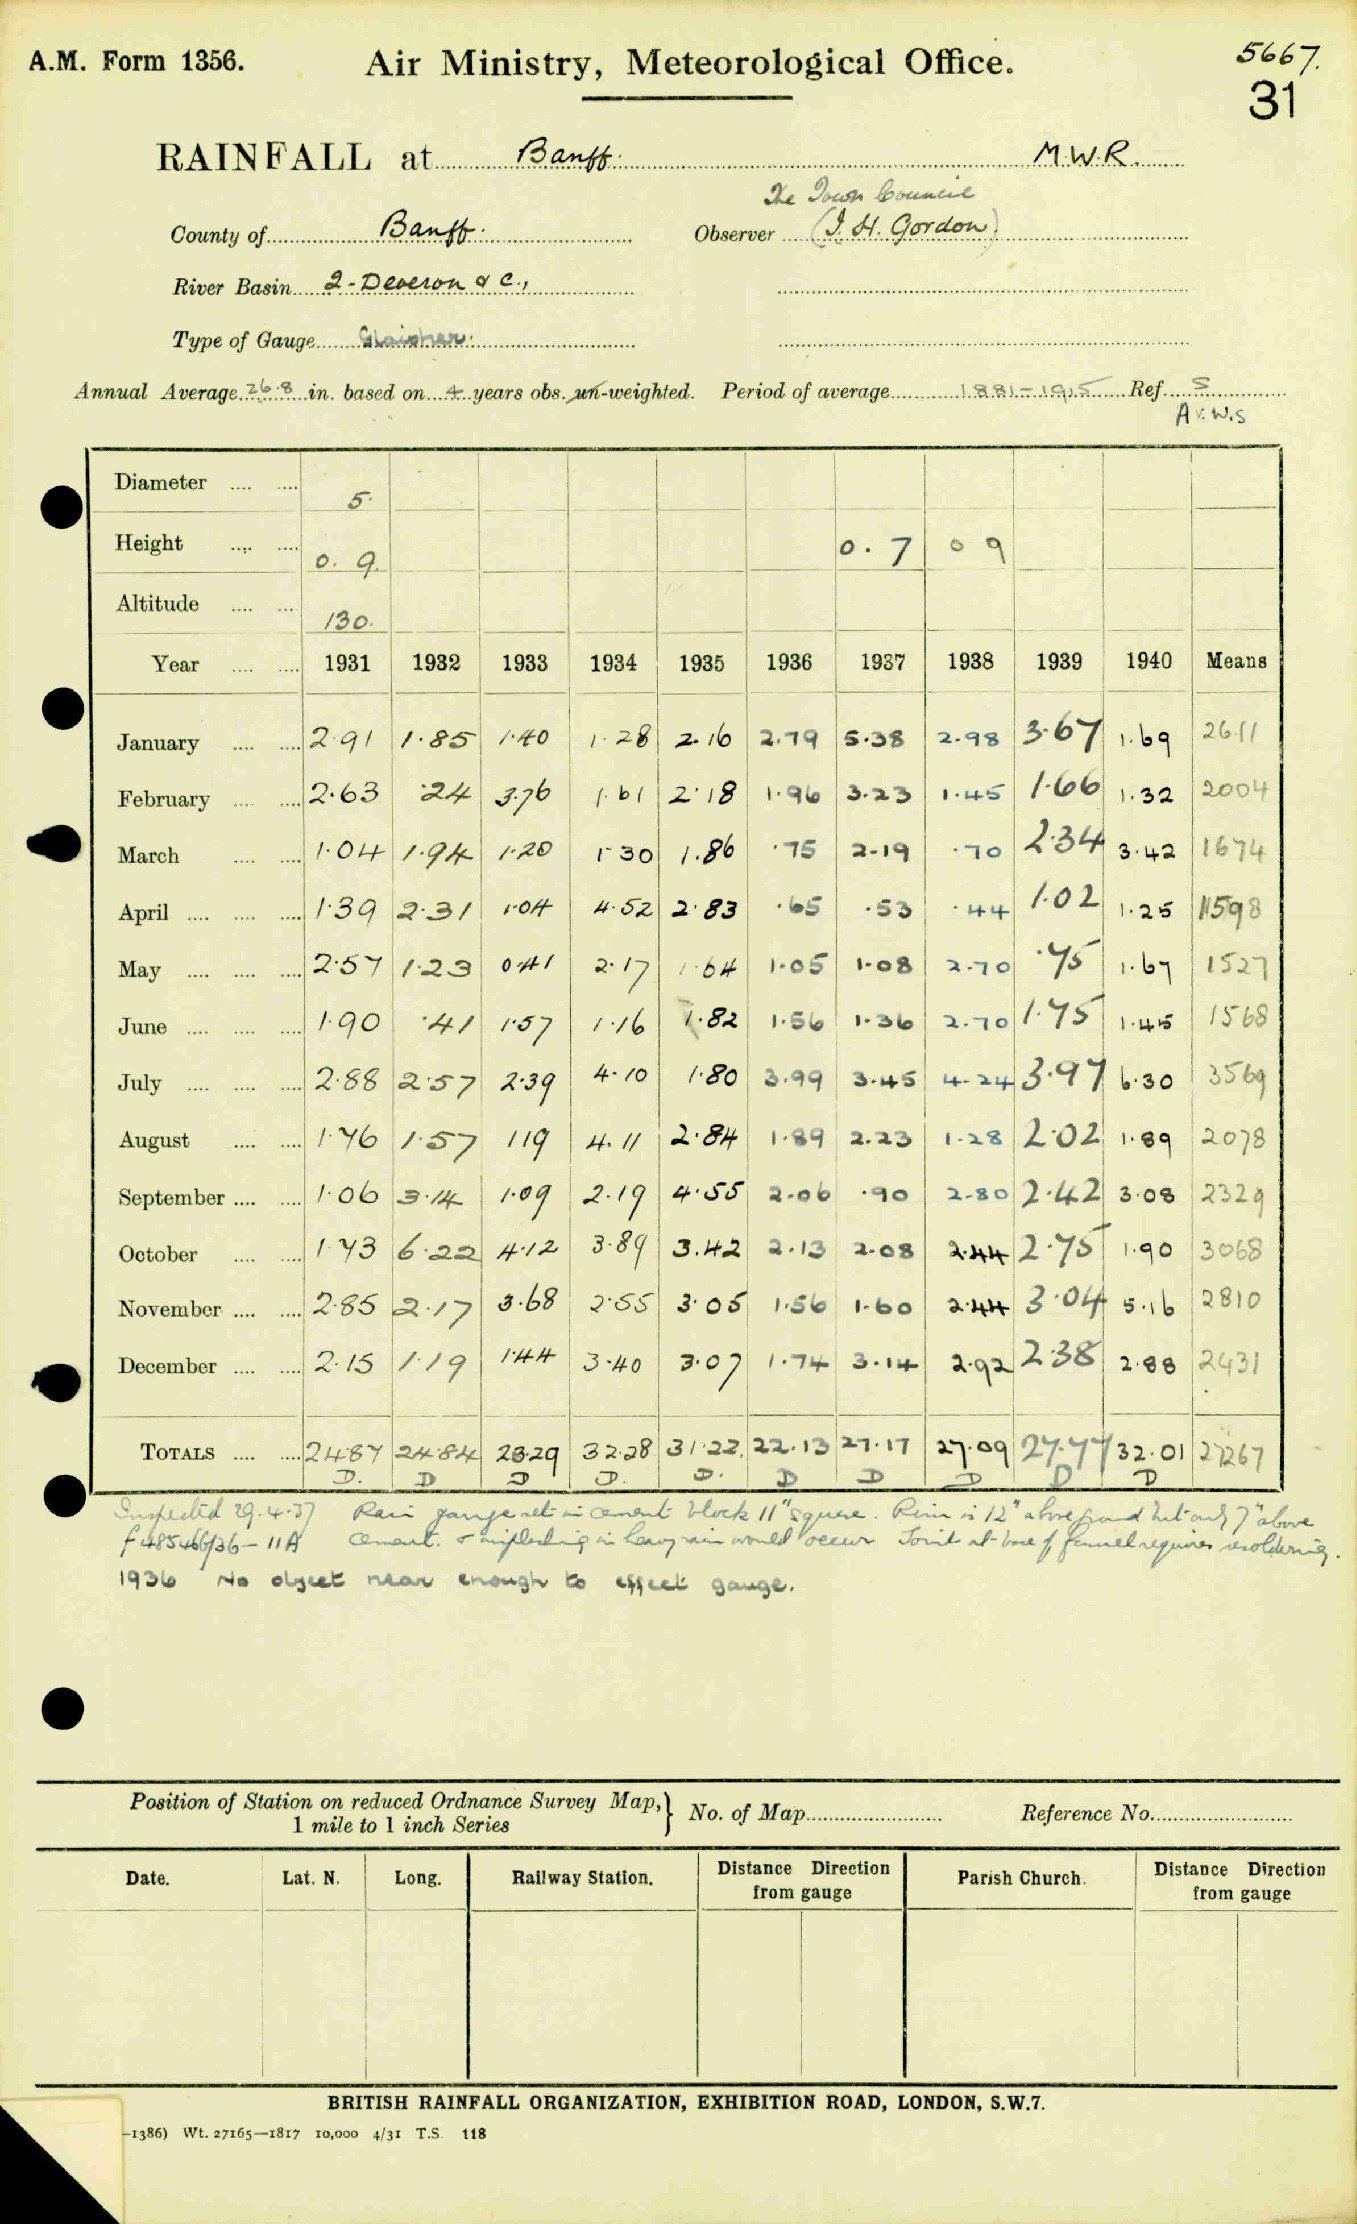 A.M. Form 1356. Air Ministry, Meteorological Office. 5667.
31
RAINFALL at Banff. M.W.R.
The Town Council
County of Banff. Observer (J. H. Gordon)
River Basin 2-Deveron & C.,
Type of Gauge Glaisher.
Annual Average 26.8 in. based on 4 years obs. un-weighted. Period of average 1881-1915 Ref. S
Av.W.S
Diameter 5.
Height 0. 9. 0. 7 0 9
Altitude 130.
Year 1931 1932 1933 1934 1935 1936 1937 1938 1939 1940 Means
January 2.91 1.85 1.40 1.28 2.16 2.79 5.38 2.98 3.67 1.69 2611
February 2.63 .24 3.76 1.61 2.18 1.96 3.23 1.45 1.66 1.32 2004
March 1.04 1.94 1.20 1.30 1.86 .75 2.19 .70 2.34 3.42 1674
April 1.39 2.31 1.04 4.52 2.83 .65 .53 .44 1.02 1.25 1598
May 2.57 1.23 0.41 2.17 1.64 1.05 1.08 2.70 .75 1.67 1527
June 1.90 .41 1.57 1.16 1.82 1.56 1.36 2.70 1.75 1.45 1568
July 2.88 2.57 2.39 4.10 1.80 3.99 3.45 4.24 3.97 6.30 3569
August 1.76 1.57 1.19 4.11 2.84 1.89 2.23 1.28 2.02 1.89 2078
September 1.06 3.14 1.09 2.19 4.55 2.06 .90 2.80 2.42 3.08 2329
October 1.73 6.22 4.12 3.89 3.42 2.13 2.08 2.44 2.75 1.90 3068
November 2.85 2.17 3.68 2.55 3.05 1.56 1.60 2.44 3.04 5.16 2810
December 2.15 1.19 1.44 3.40 3.07 1.74 3.14 2.92 2.38 2.88 2431
TOTALS 24.87 24.84 23.29 32.28 31.22 22.13 27.17 27.09 27.77 32.01 27267
D. D D D. D. D D D D D
Inspected 29.4.37 Rain gauge set in cement block 11" square. Rim is 12" above ground but only 7" above
f 485466/36-11A cement. & insplashing in heavy rain would occur Joint at base of funnel requires resoldering.
1936 No object near enough to effect gauge.
Position of Station on reduced Ordnance Survey Map, } No. of Map Reference No.
1 mile to 1 inch Series
Date. Lat. N. Long. Railway Station. Distance Direction from gauge Parish Church. Distance Direction from gauge
BRITISH RAINFALL ORGANIZATION, EXHIBITION ROAD, LONDON, S.W.7.
-1386) Wt. 27165-1817 10,000 4/31 T.S. 118